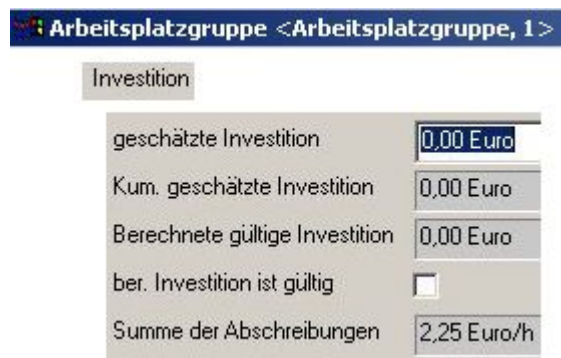 Arbeitsplatzgruppe <Arbeitsplatzgruppe, 1>
Investition
geschätzte Investition 0,00 Euro
Kum. geschätzte Investition 0,00 Euro
Berechnete gültige Investition 0,00 Euro
ber. Investition ist gültig
Summe der Abschreibungen 2,25 Euro/h